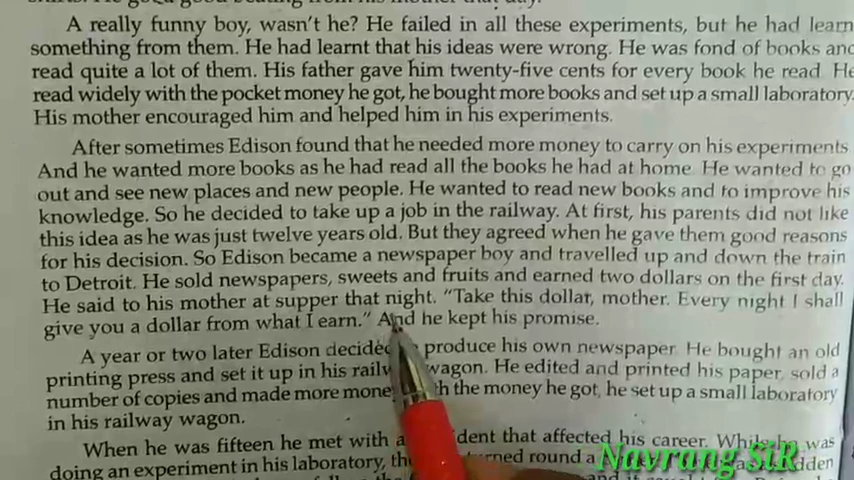 A really funny boy, wasn't he? He failed in all these experiments, but he had learn
something from them. He had learnt that his ideas were wrong. He was fond of books and
read quite a lot of them. His father gave him twenty-five cents for every book he read. He
read widely with the pocket money he got, he bought more books and set up a small laboratory.
His mother encouraged him and helped him in his experiments.
After sometimes Edison found that he needed more money to carry on his experiments
And he wanted more books as he had read all the books he had at home. He wanted to go
out and see new places and new people. He wanted to read new books and to improve his
knowledge. So he decided to take up a job in the railway. At first, his parents did not like
this idea as he was just twelve years old. But they agreed when he gave them good reasons
for his decision. So Edison became a newspaper boy and travelled up and down the train
to Detroit. He sold newspapers, sweets and fruits and earned two dollars on the first day.
He said to his mother at supper that night. "Take this dollar, mother. Every night I shall
give you a dollar from what I earn." And he kept his promise.
A year or two later Edison decided produce his own newspaper. He bought an old
printing press and set it up in his wagon. He edited and printed his paper, sold a
number of copies and made more the money he got, he set up a small laboratory
in his railway wagon.
When he was fifteen he met with that affected his career. While he was
doing an experiment in his laboratory, round a
Navrang SiR